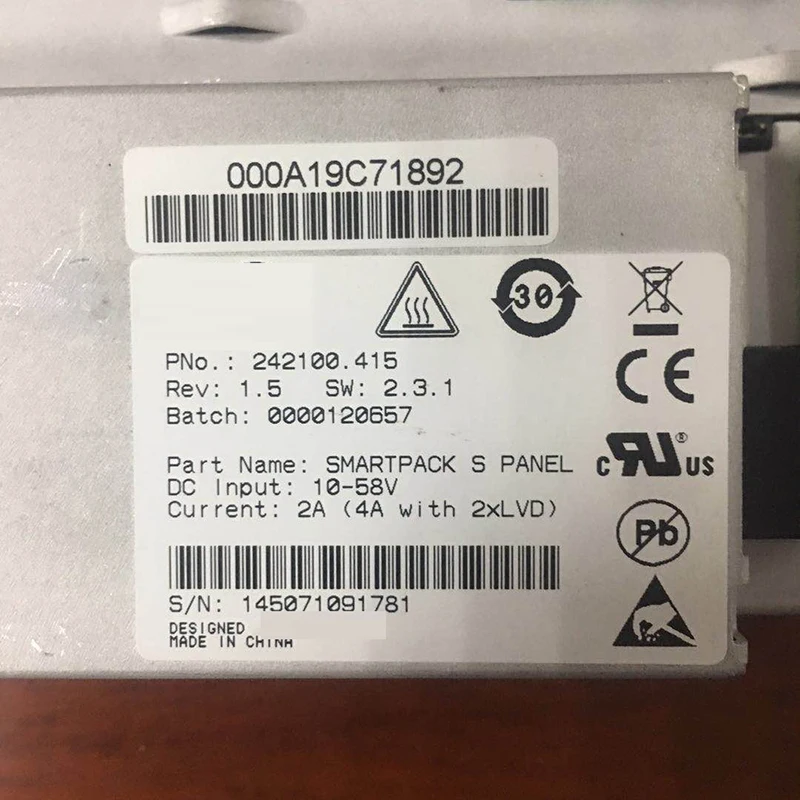 000A19C71892
30
PNo.: 242100.415
Rev: 1.5 SW: 2.3.1
Batch: 0000120657
CE
Part Name: SMARTPACK S PANEL
c RU ® US
DC Input: 10-58V
Current: 2A (4A with 2xLVD)
Pb
S/N: 145071091781
DESIGNED
MADE IN CHINA